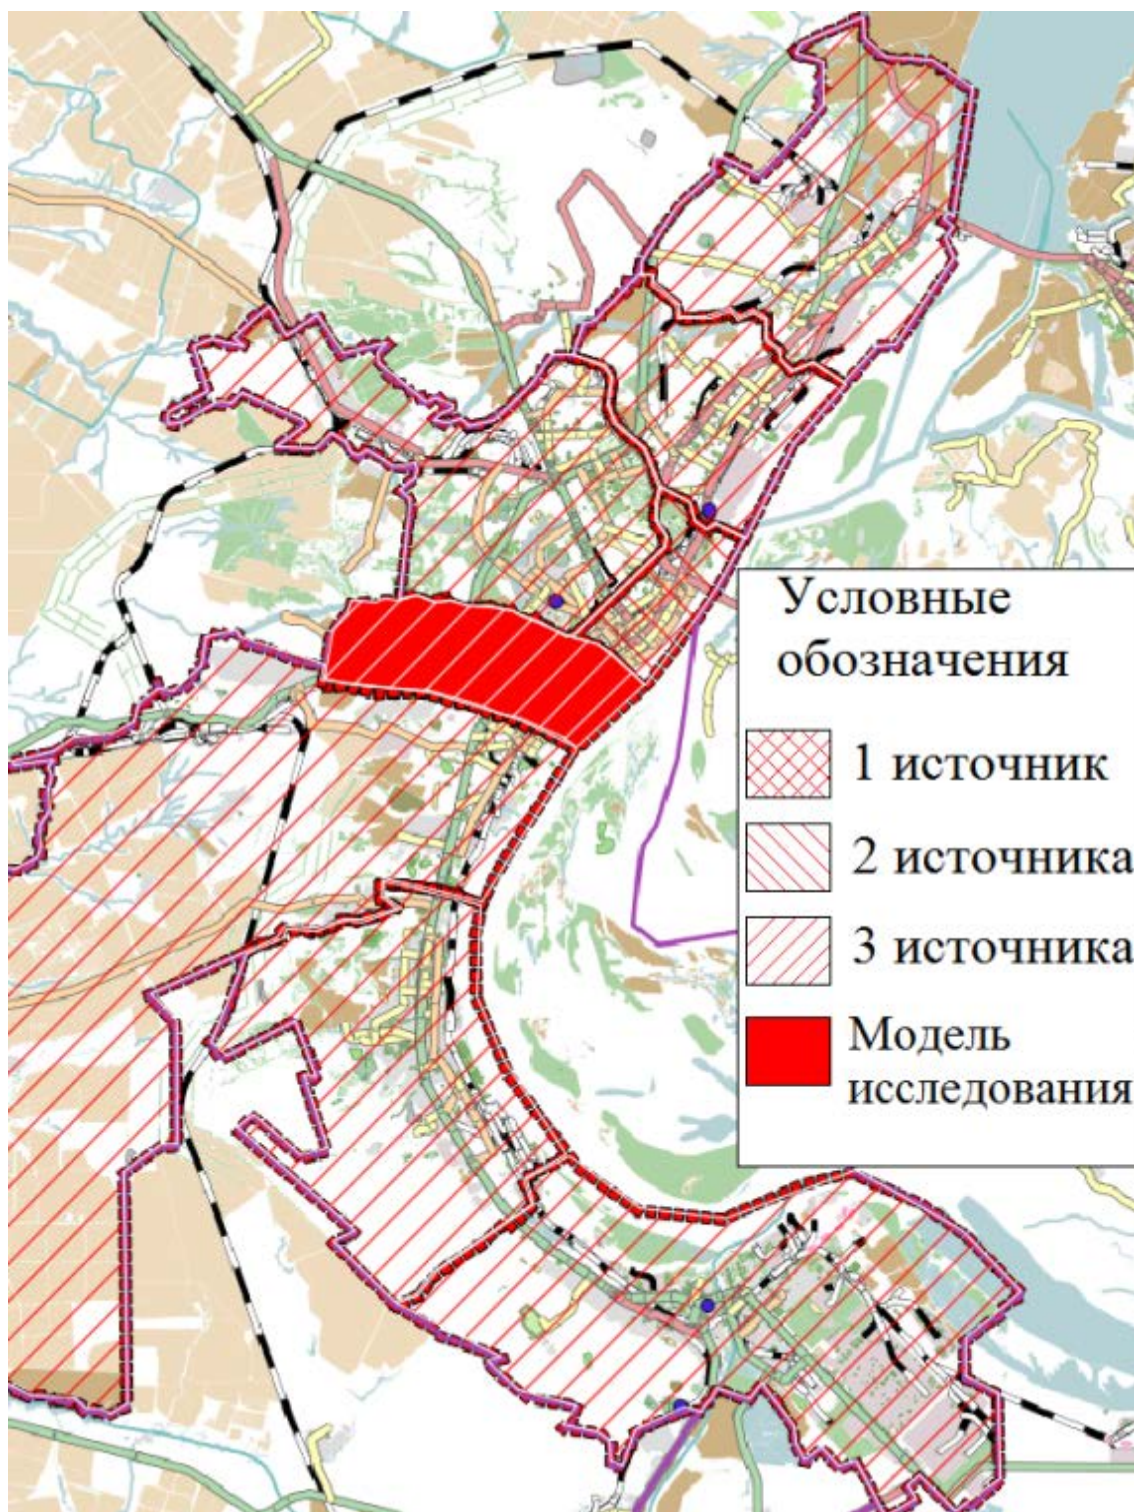 Условные
обозначения
1 источник
2 источника
3 источника
Модель
исследования